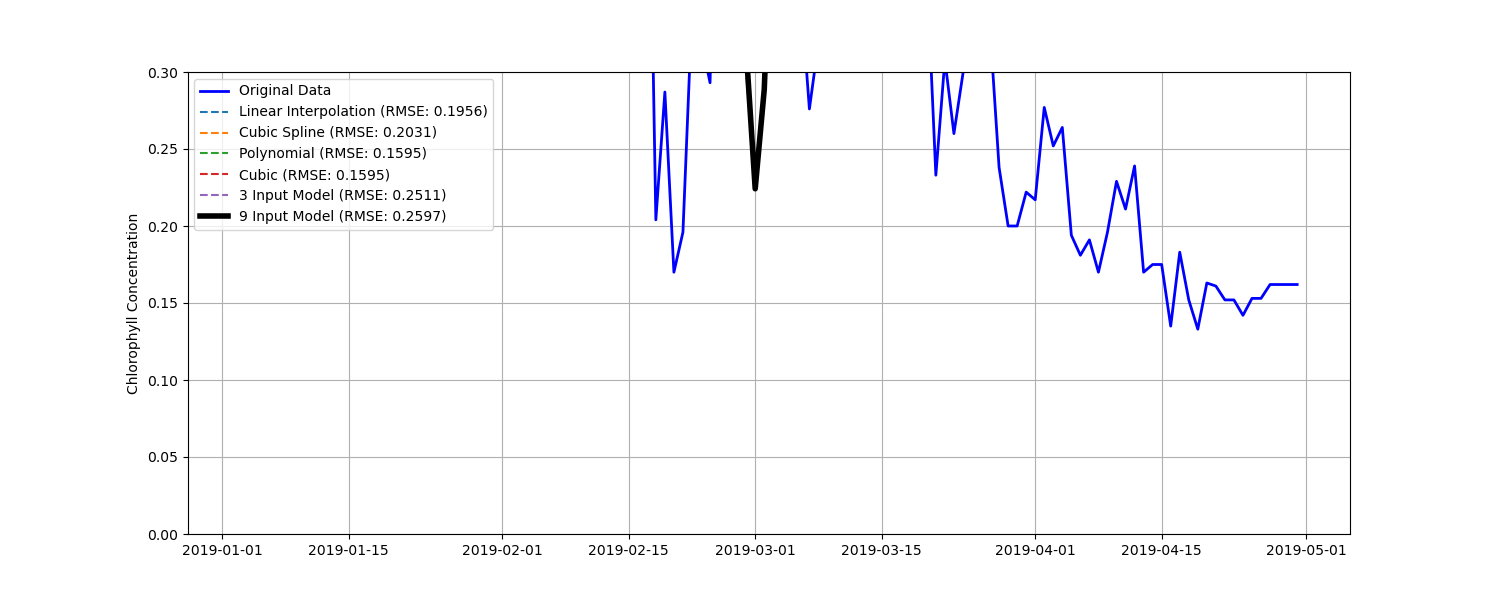 Original Data
Linear Interpolation (RMSE: 0.1956)
Cubic Spline (RMSE: 0.2031)
Polynomial (RMSE: 0.1595)
Cubic (RMSE: 0.1595)
3 Input Model (RMSE: 0.2511)
9 Input Model (RMSE: 0.2597)
Chlorophyll Concentration
0.30
0.25
0.20
0.15
0.10
0.05
0.00
2019-01-01 2019-01-15 2019-02-01 2019-02-15 2019-03-01 2019-03-15 2019-04-01 2019-04-15 2019-05-01